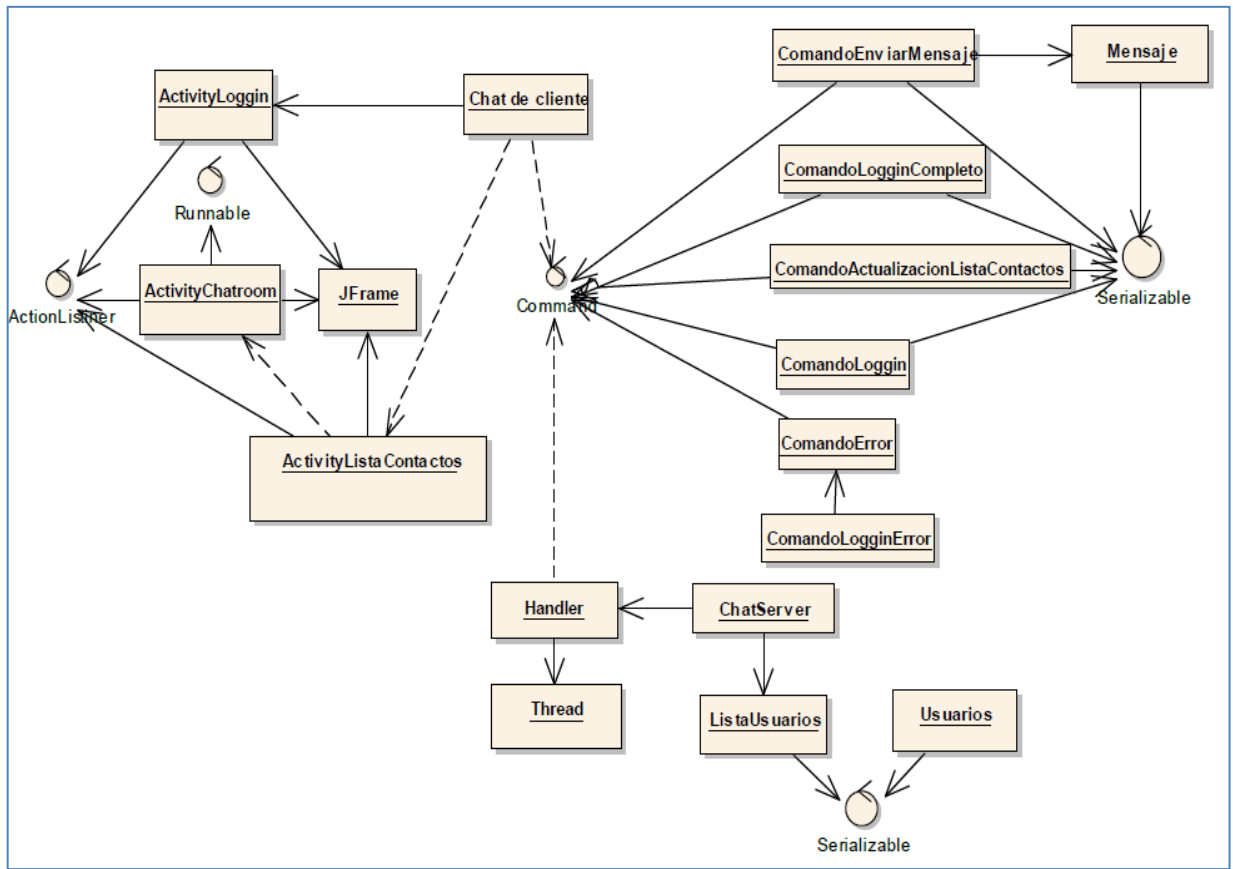 ComandoEnviarMensaje
Mensaje
ActivityLoggin
Chat de cliente
ComandoLogginCompleto
Runnable
ComandoActualizacionListaContactos
ActivityChatroom
JFrame
ActionListiner
Command
Serializable
ComandoLoggin
ComandoError
ActivityListaContactos
ComandoLogginError
Handler
ChatServer
Thread
ListaUsuarios
Usuarios
Serializable